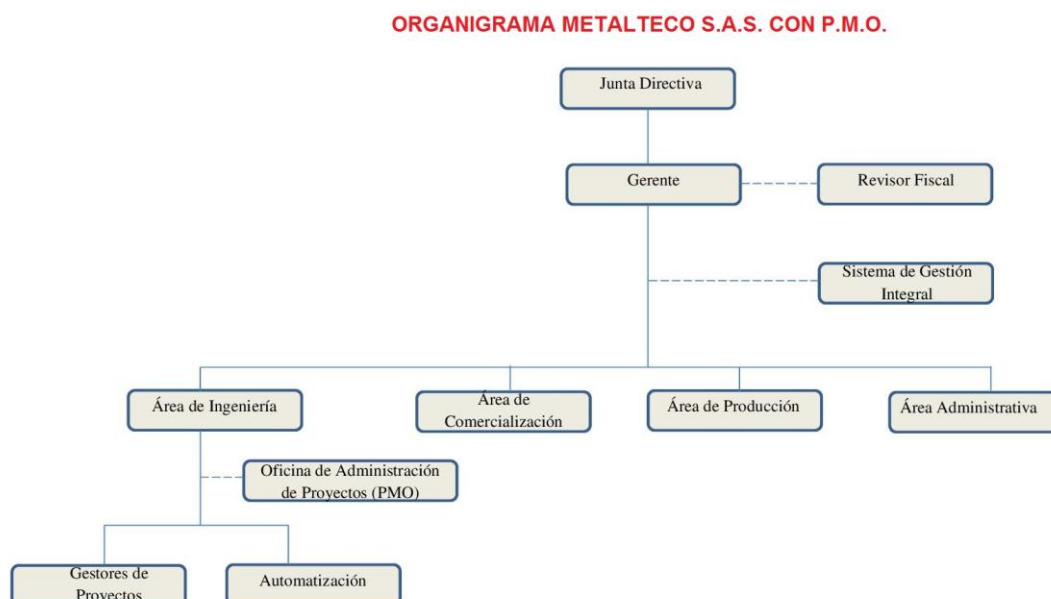 ORGANIGRAMA METALTECO S.A.S. CON P.M.O.
Junta Directiva
Gerente
Revisor Fiscal
Sistema de Gestión
Integral
Área de Ingeniería
Área de
Comercialización
Área de Producción
Área Administrativa
Oficina de Administración
de Proyectos (PMO)
Gestores de
Proyectos
Automatización